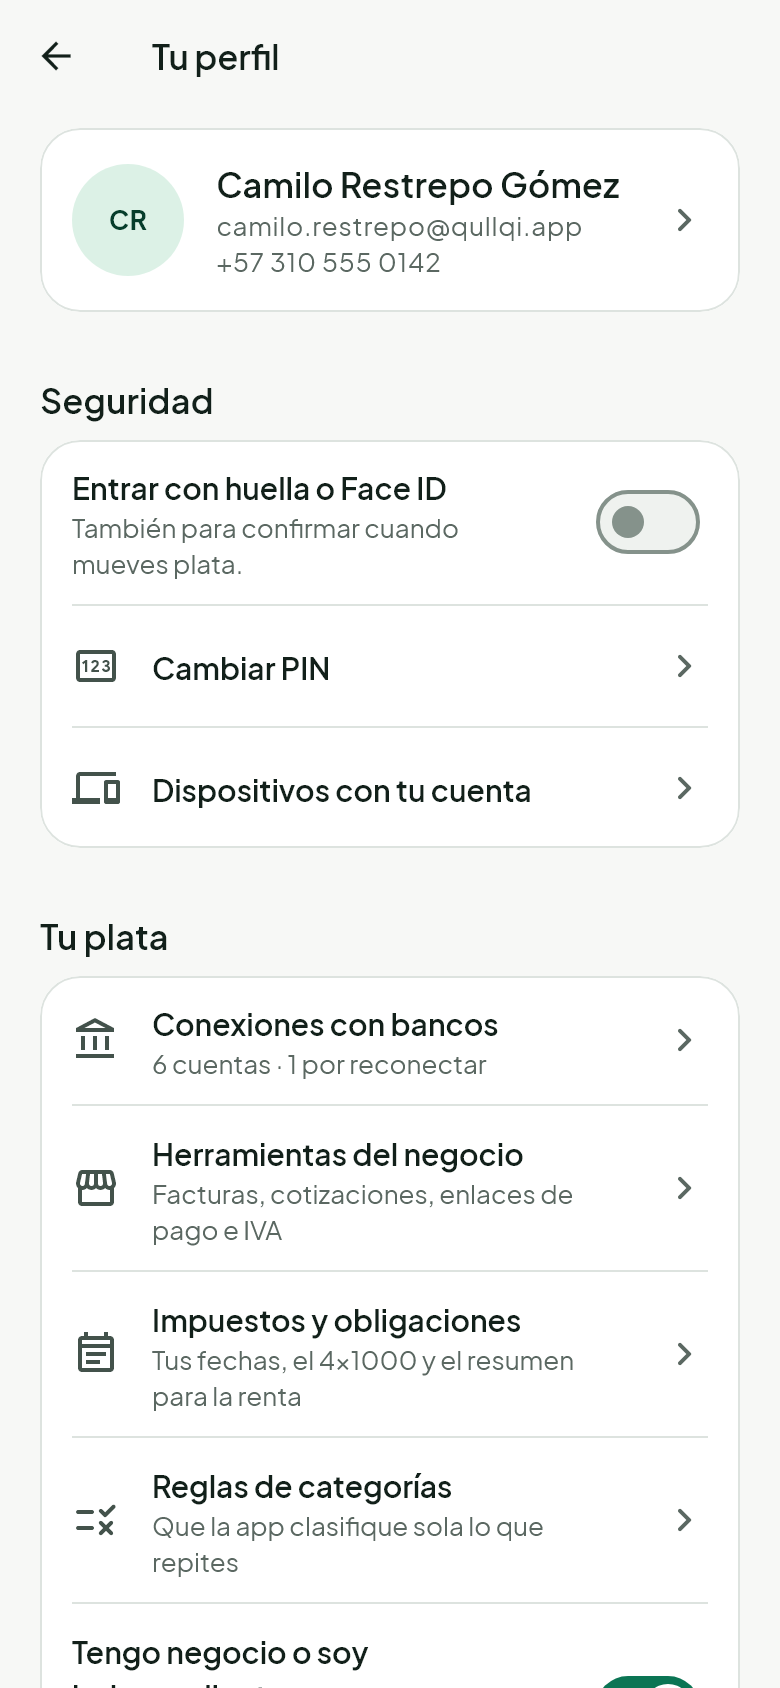 Tu perfil
CR
Camilo Restrepo Gómez
camilo.restrepo@qullqi.app
+57 310 555 0142
Seguridad
Entrar con huella o Face ID
También para confirmar cuando
mueves plata.
123
Cambiar PIN
Dispositivos con tu cuenta
Tu plata
Conexiones con bancos
6 cuentas · 1 por reconectar
Herramientas del negocio
Facturas, cotizaciones, enlaces de
pago e IVA
Impuestos y obligaciones
Tus fechas, el 4×1000 y el resumen
para la renta
Reglas de categorías
Que la app clasifique sola lo que
repites
Tengo negocio o soy